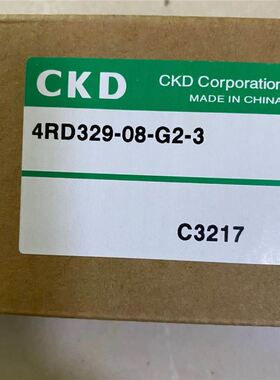 CKD
CKD Corporation
MADE IN CHINA
4RD329-08-G2-3
C3217